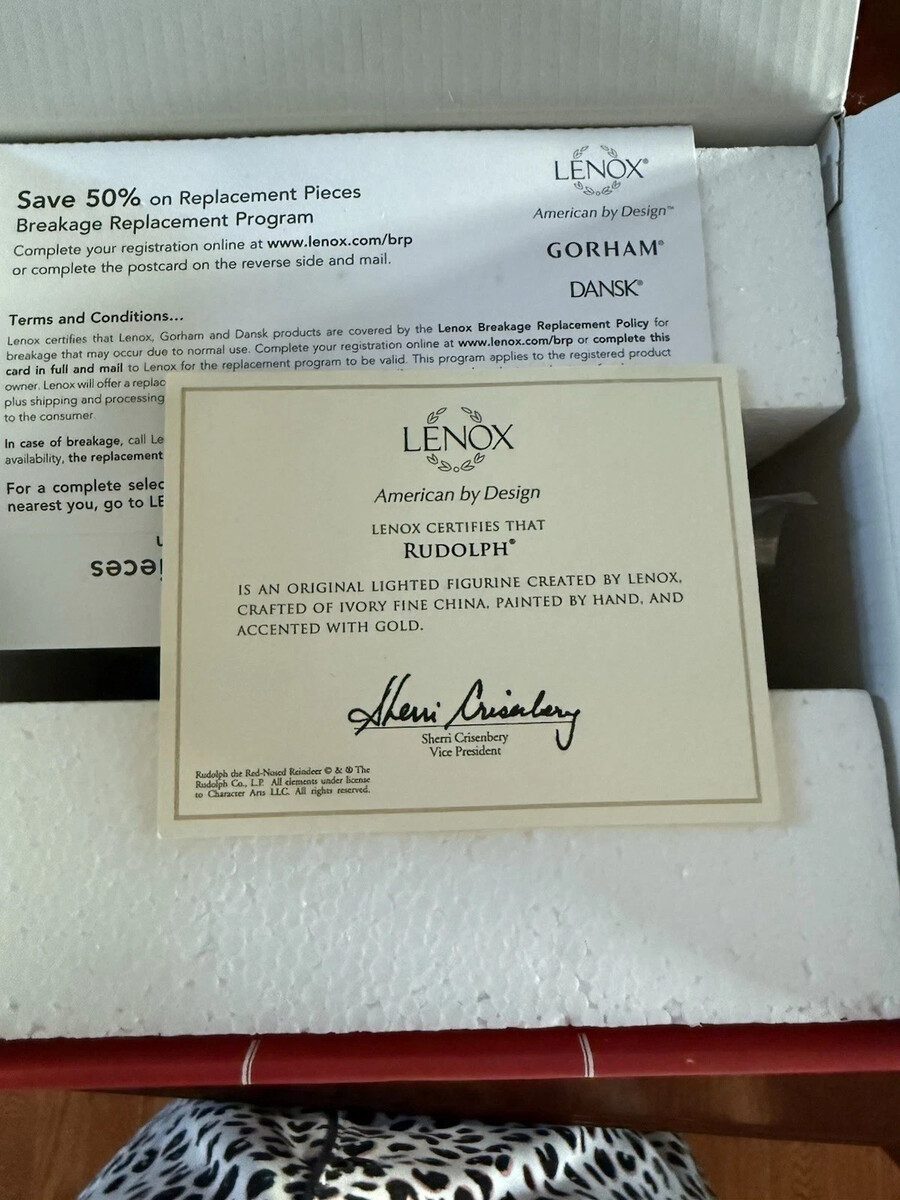 Save 50% on Replacement Pieces
Breakage Replacement Program
Complete your registration online at www.lenox.com/brp
or complete the postcard on the reverse side and mail.
LENOX®
American by Design™
GORHAM®
DANSK®
Terms and Conditions...
Lenox certifies that Lenox, Gorham and Dansk products are covered by the Lenox Breakage Replacement Policy for
breakage that may occur due to normal use. Complete your registration online at www.lenox.com/brp or complete this
card in full and mail to Lenox for the replacement program to be valid. This program applies to the registered product
owner. Lenox will offer a replac
plus shipping and processing
to the consumer.
In case of breakage, call Le
availability, the replacement
For a complete selec
nearest you, go to LE
ieces
LENOX
American by Design
LENOX CERTIFIES THAT
RUDOLPH®
IS AN ORIGINAL LIGHTED FIGURINE CREATED BY LENOX,
CRAFTED OF IVORY FINE CHINA, PAINTED BY HAND, AND
ACCENTED WITH GOLD.
Sherri Crisenbery
Sherri Crisenbery
Vice President
Rudolph the Red-Nosed Reindeer © & ® The
Rudolph Co., L.P. All elements under license
to Character Arts LLC. All rights reserved.